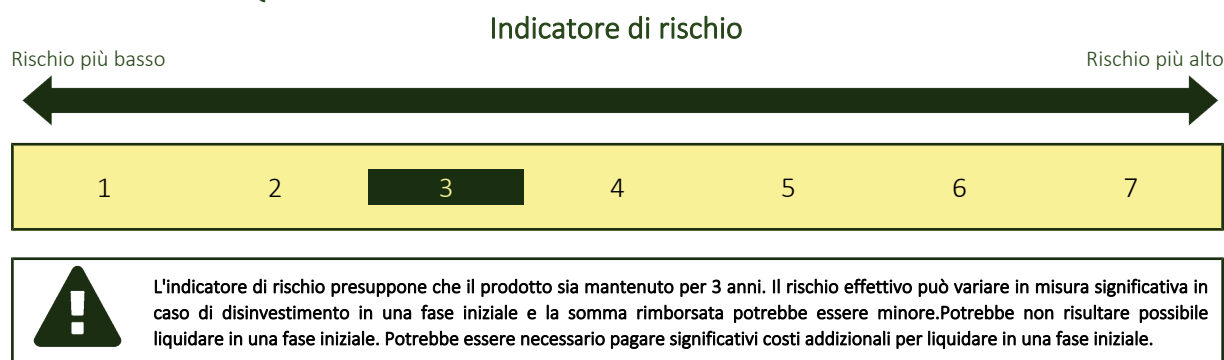 Indicatore di rischio
Rischio più basso
Rischio più alto
1 2 3 4 5 6 7
L'indicatore di rischio presuppone che il prodotto sia mantenuto per 3 anni. Il rischio effettivo può variare in misura significativa in
caso di disinvestimento in una fase iniziale e la somma rimborsata potrebbe essere minore.Potrebbe non risultare possibile
liquidare in una fase iniziale. Potrebbe essere necessario pagare significativi costi addizionali per liquidare in una fase iniziale.